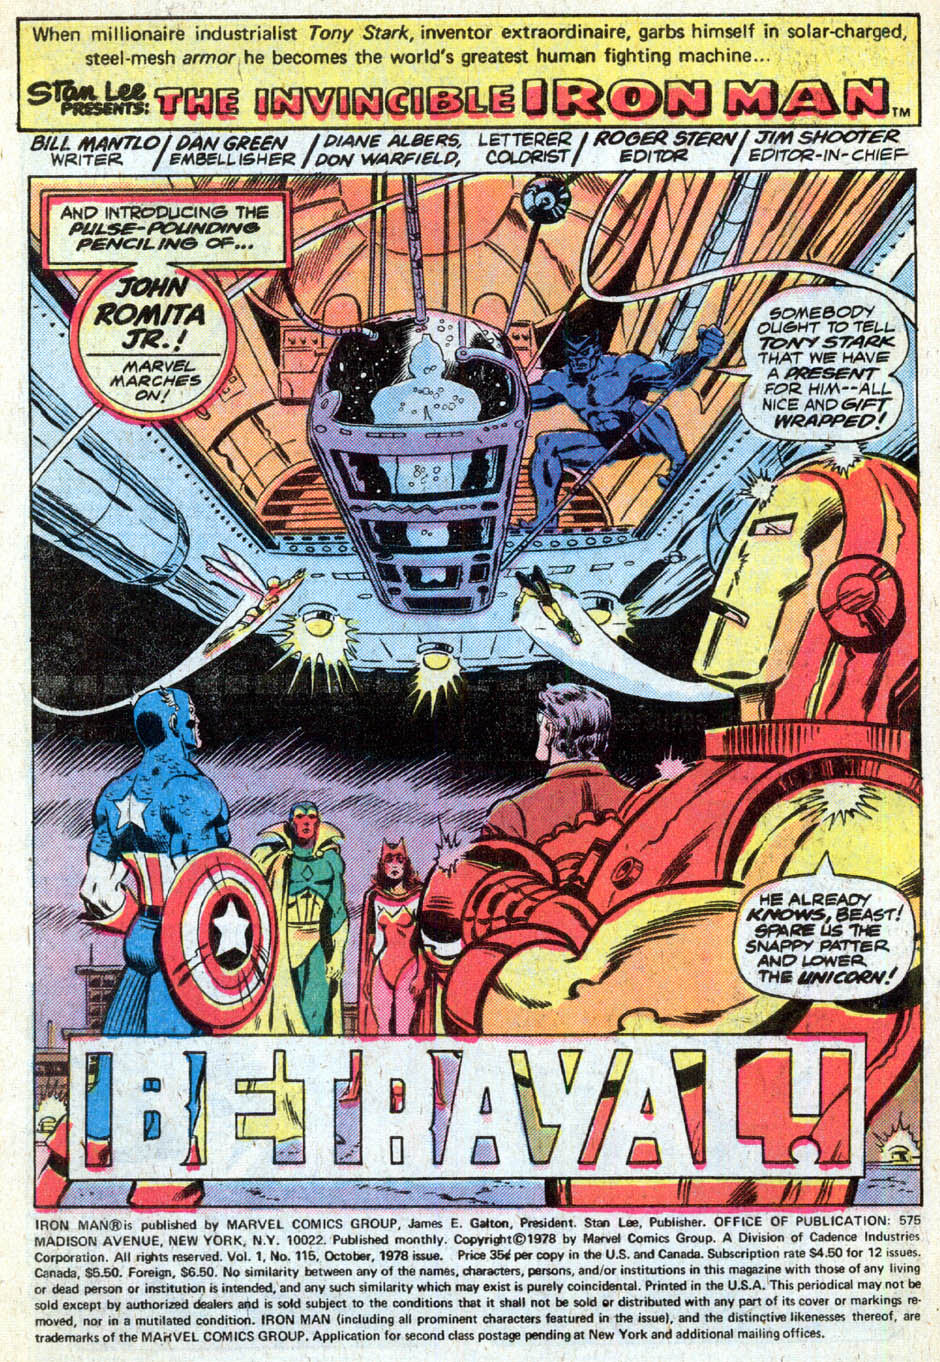 When millionaire industrialist Tony Stark, inventor extraordinaire, garbs himself in solar-charged,
steel-mesh armor he becomes the world's greatest human fighting machine...
Stan Lee
PRESENTS: THE INVINCIBLE IRON MAN TM
BILL MANTLO
WRITER
DAN GREEN
EMBELLISHER
DIANE ALBERS, LETTERER
DON WARFIELD, COLORIST
ROGER STERN
EDITOR
JIM SHOOTER
EDITOR-IN-CHIEF
AND INTRODUCING THE
PULSE-POUNDING
PENCILING OF...
JOHN
ROMITA
JR.!
MARVEL
MARCHES
ON!
SOMEBODY
OUGHT TO TELL
TONY STARK
THAT WE HAVE
A PRESENT
FOR HIM--ALL
NICE AND GIFT
WRAPPED!
HE ALREADY
KNOWS, BEAST!
SPARE US THE
SNAPPY PATTER
AND LOWER
THE UNICORN!
BETRAYAL!
IRON MAN® is published by MARVEL COMICS GROUP, James E. Galton, President. Stan Lee, Publisher. OFFICE OF PUBLICATION: 575
MADISON AVENUE, NEW YORK, N.Y. 10022. Published monthly. Copyright©1978 by Marvel Comics Group. A Division of Cadence Industries
Corporation. All rights reserved. Vol. 1, No. 115, October, 1978 issue. Price 35¢ per copy in the U.S. and Canada. Subscription rate $4.50 for 12 issues.
Canada, $5.50. Foreign, $6.50. No similarity between any of the names, characters, persons, and/or institutions in this magazine with those of any living
or dead person or institution is intended, and any such similarity which may exist is purely coincidental. Printed in the U.S.A. This periodical may not be
sold except by authorized dealers and is sold subject to the conditions that it shall not be sold or distributed with any part of its cover or markings re-
moved, nor in a mutilated condition. IRON MAN (including all prominent characters featured in the issue), and the distinctive likenesses thereof, are
trademarks of the MARVEL COMICS GROUP. Application for second class postage pending at New York and additional mailing offices.